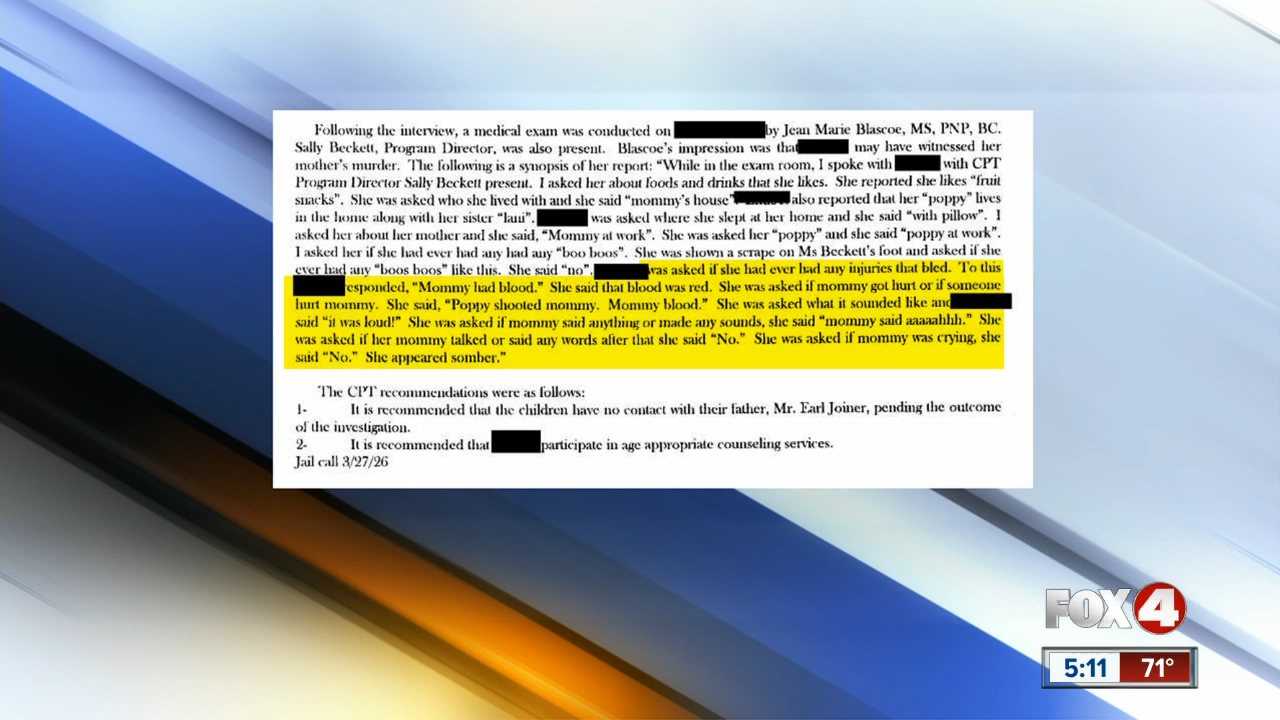 Following the interview, a medical exam was conducted on by Jean Marie Blascoe, MS, PNP, BC.
Sally Beckett, Program Director, was also present. Blascoe's impression was that may have witnessed her
mother's murder. The following is a synopsis of her report: "While in the exam room, I spoke with with CPT
Program Director Sally Beckett present. I asked her about foods and drinks that she likes. She reported she likes "fruit
snacks". She was asked who she lived with and she said "mommy's house" also reported that her "poppy" lives
in the home along with her sister was asked where she slept at her home and she said "with pillow". I
asked her about her mother and she said, "Mommy at work". She was asked her "poppy" and she said "poppy at work".
I asked her if she had ever had any had any "boo boos". She was shown a scrape on Ms Beckett's foot and asked if she
ever had any "boos boos" like this. She said "no". was asked if she had ever had any injuries that bled. To this
esponded, "Mommy had blood." She said that blood was red. She was asked if mommy got hurt or if someone
hurt mommy. She said, "Poppy shooted mommy. Mommy blood." She was asked what it sounded like and
said "it was loud!" She was asked if mommy said anything or made any sounds, she said "mommy said aaaaahhh." She
was asked if her mommy talked or said any words after that she said "No." She was asked if mommy was crying, she
said "No." She appeared somber."
The CPT recommendations were as follows:
1- It is recommended that the children have no contact with their father, Mr. Earl Joiner, pending the outcome
of the investigation.
2- It is recommended that participate in age appropriate counseling services.
Jail call 3/27/26
FOX 4
5:11 71°